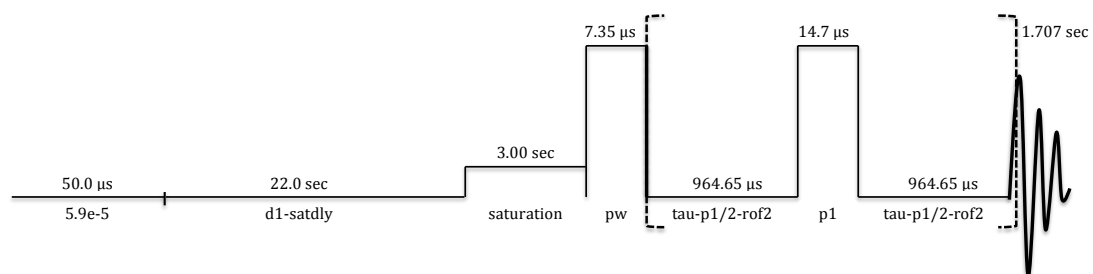 7.35 µs
14.7 µs
1.707 sec
3.00 sec
50.0 µs
22.0 sec
964.65 µs
964.65 µs
5.9e-5
d1-satdly
saturation
pw
tau-p1/2-rof2
p1
tau-p1/2-rof2